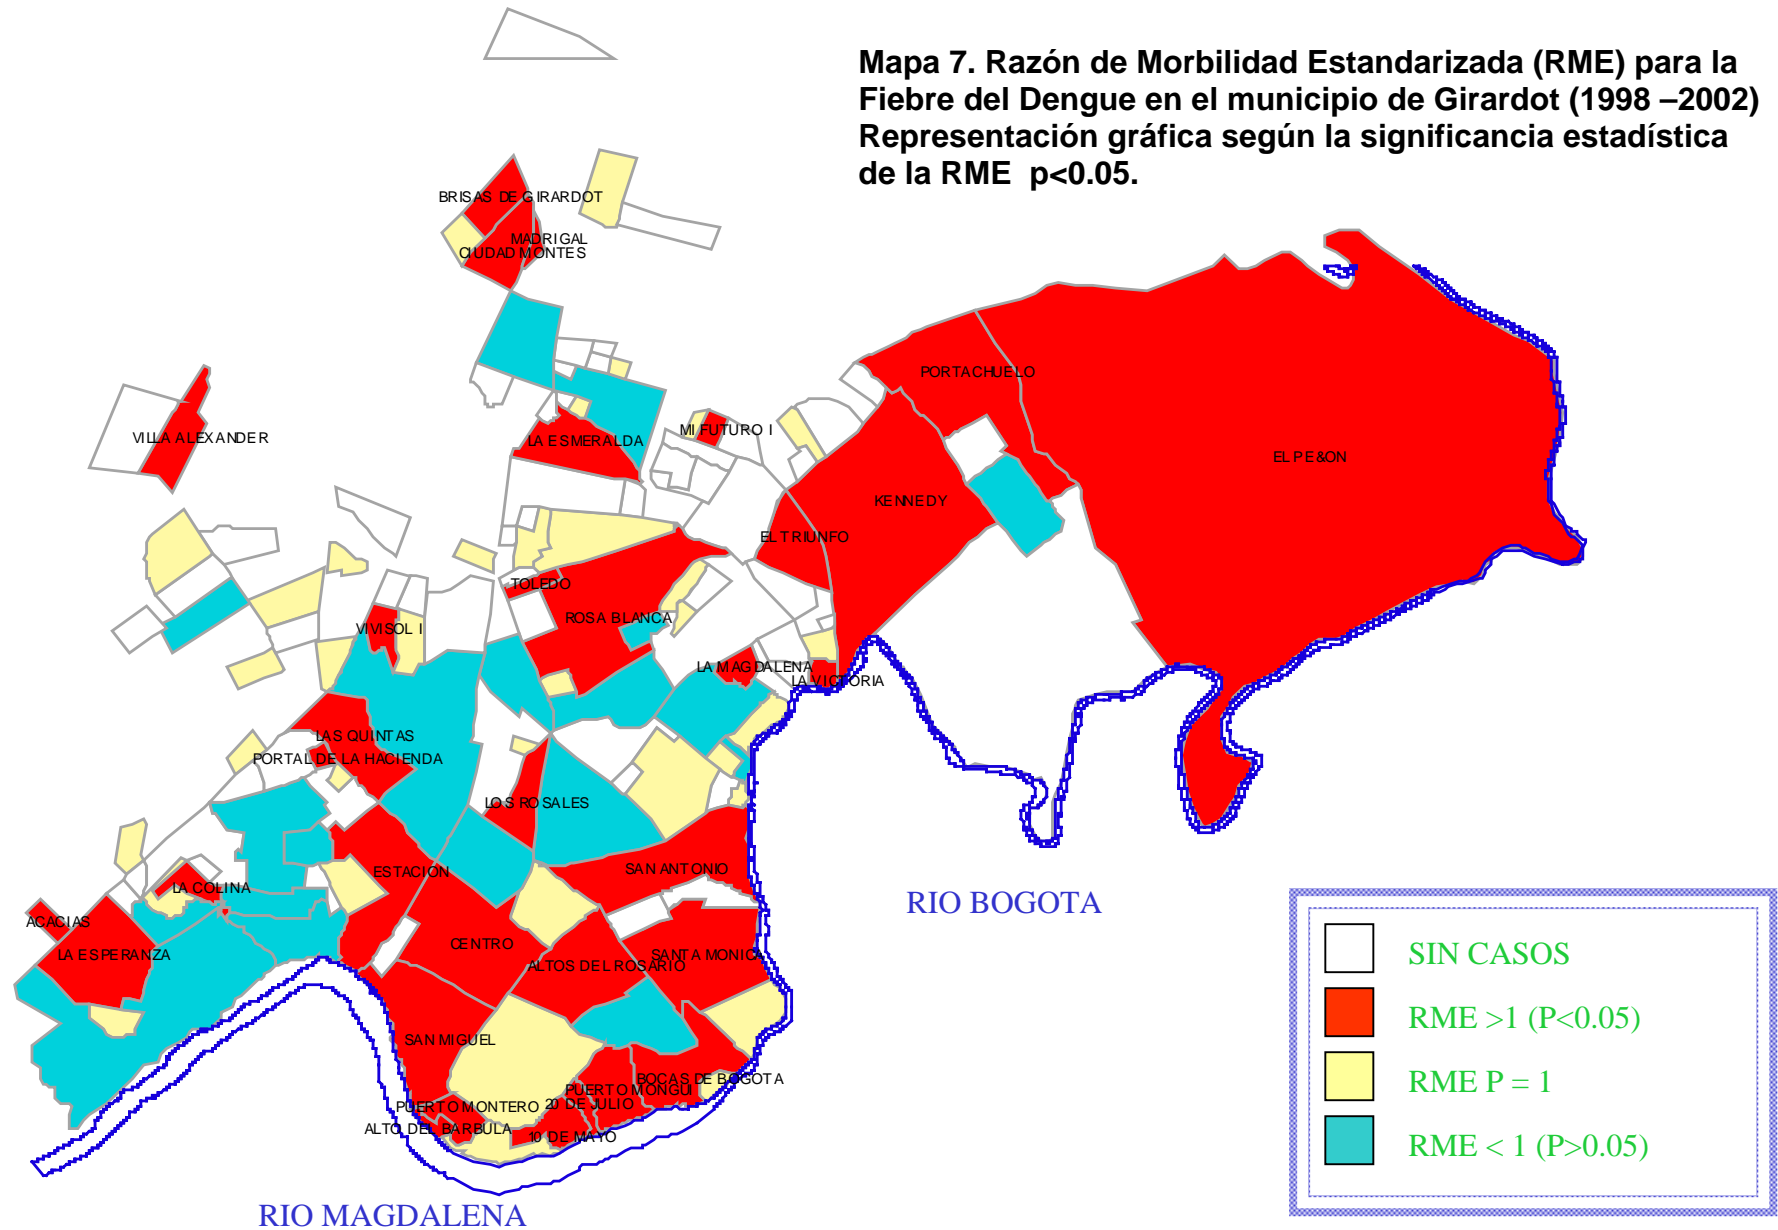 Mapa 7. Razón de Morbilidad Estandarizada (RME) para la
Fiebre del Dengue en el municipio de Girardot (1998 –2002)
Representación gráfica según la significancia estadística
de la RME p<0.05.
BRISAS DE GIRARDOT
MADRIGAL
CIUDAD MONTES
PORTACHUELO
MI FUTURO I
VILLA ALEXANDER
LA ESMERALDA
EL PE&ON
KENNEDY
EL TRIUNFO
TOLEDO
ROSA BLANCA
VIVISOL I
LA MAGDALENA
LA VICTORIA
LAS QUINTAS
PORTAL DE LA HACIENDA
LOS ROSALES
ESTACIÓN
SAN ANTONIO
LA COLINA
RIO BOGOTA
ACACIAS
CENTRO
LA ESPERANZA
SANTA MONICA
ALTOS DEL ROSARIO
SIN CASOS
RME >1 (P<0.05)
SAN MIGUEL
BOCAS DE BOGOTA
RME P = 1
PUERTO MONGUI
PUERTO MONTERO
20 DE JULIO
ALTO DEL BARBULA
10 DE MAYO
RME < 1 (P>0.05)
RIO MAGDALENA